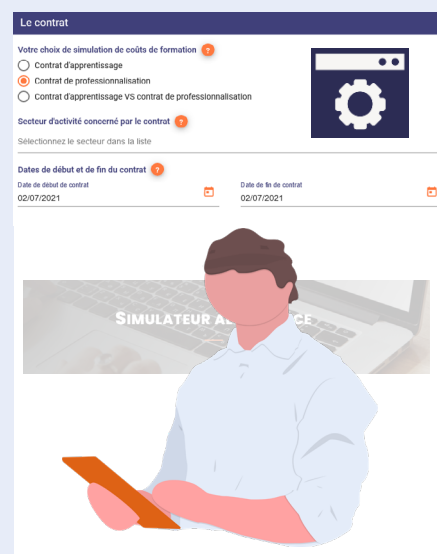 Le contrat
Votre choix de simulation de coûts de formation ?
Contrat d'apprentissage
Contrat de professionnalisation
Contrat d'apprentissage VS contrat de professionnalisation
Secteur d'activité concerné par le contrat ?
Sélectionnez le secteur dans la liste
Dates de début et de fin du contrat ?
Date de début de contrat
Date de fin de contrat
02/07/2021
02/07/2021
SIMULATEUR
CE